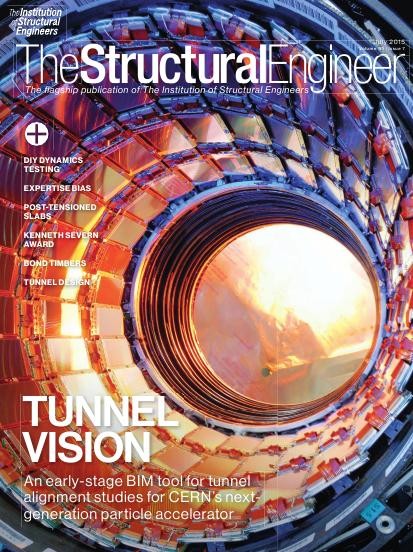 The Institution
of Structural
Engineers
July 2015
Volume 93 | Issue 7
TheStructuralEngineer
The flagship publication of The Institution of Structural Engineers
DIY DYNAMICS
TESTING
EXPERTISE BIAS
POST-TENSIONED
SLABS
KENNETH SEVERN
AWARD
BOND TIMBERS
TUNNEL DESIGN
TUNNEL
VISION
An early-stage BIM tool for tunnel
alignment studies for CERN's next-
generation particle accelerator